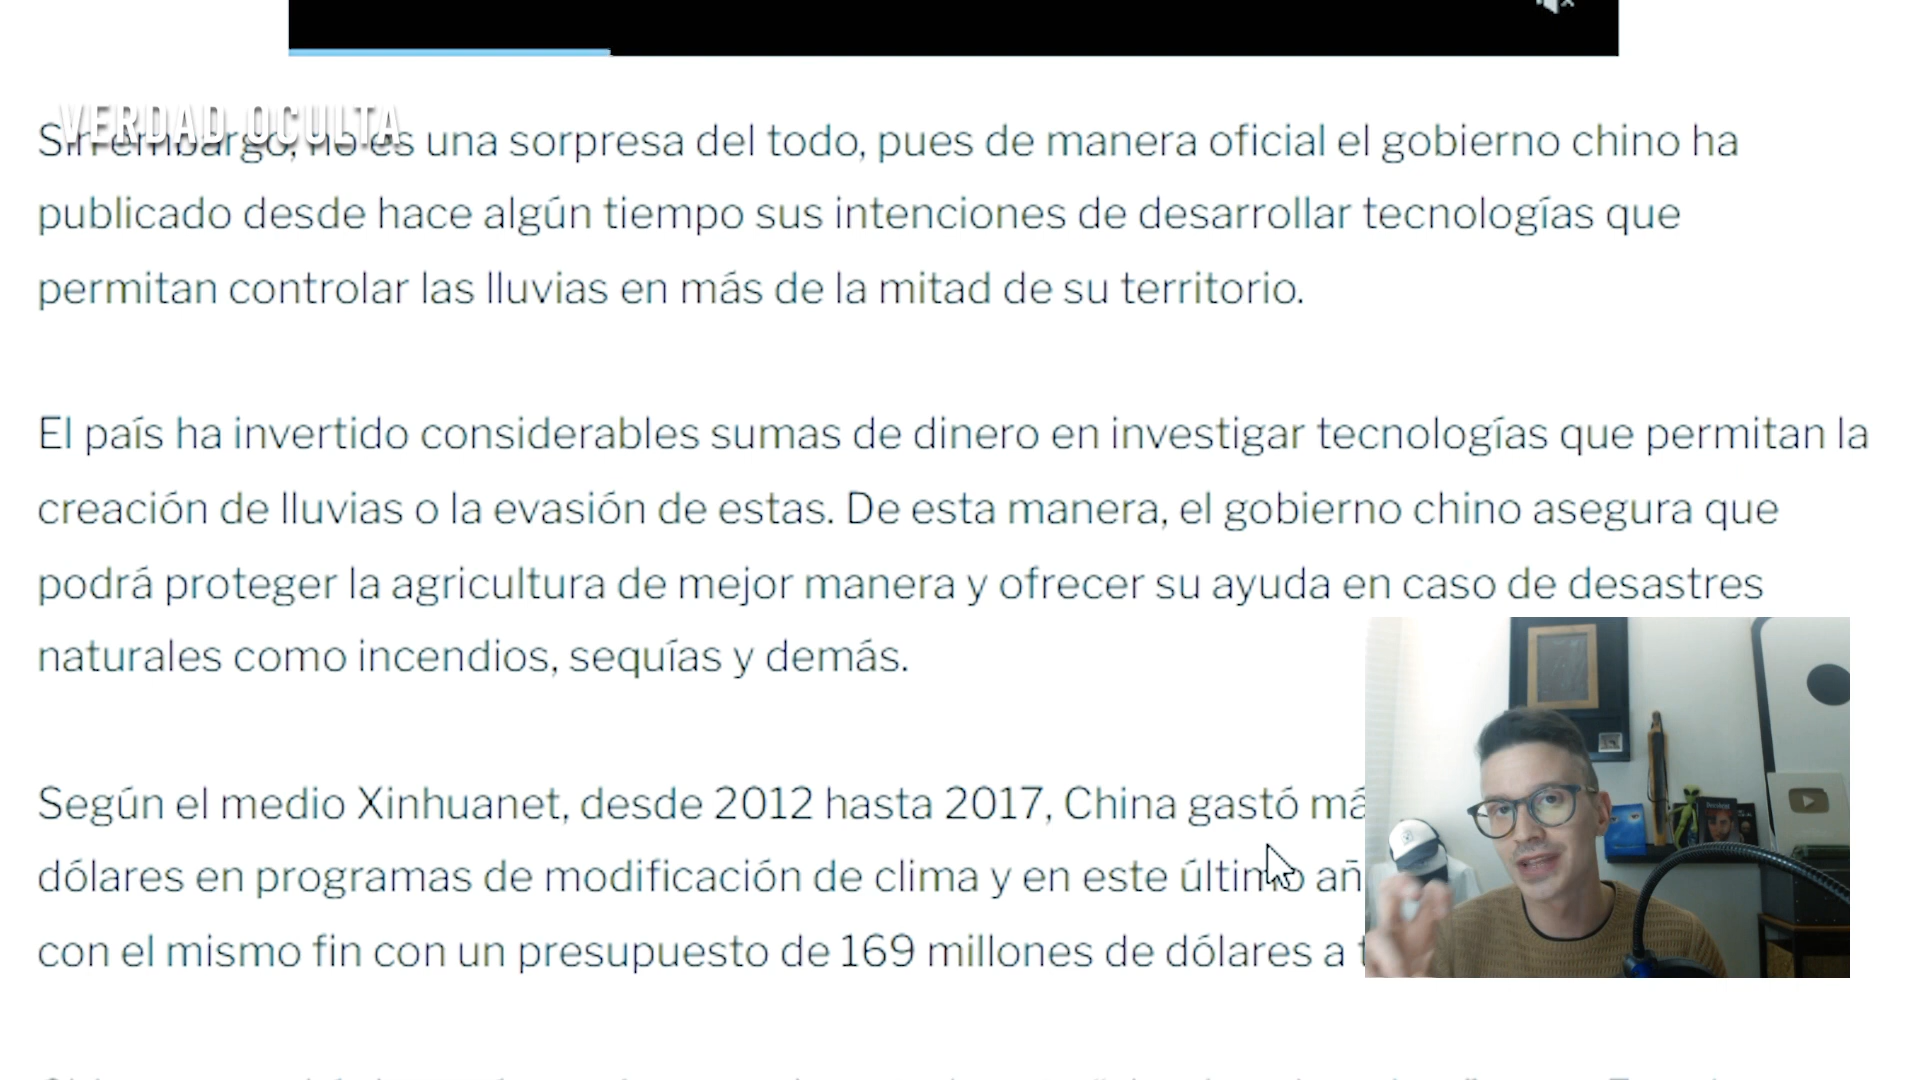 VERDAD OCULTA
Sin embargo, no es una sorpresa del todo, pues de manera oficial el gobierno chino ha
publicado desde hace algún tiempo sus intenciones de desarrollar tecnologías que
permitan controlar las lluvias en más de la mitad de su territorio.
El país ha invertido considerables sumas de dinero en investigar tecnologías que permitan la
creación de lluvias o la evasión de estas. De esta manera, el gobierno chino asegura que
podrá proteger la agricultura de mejor manera y ofrecer su ayuda en caso de desastres
naturales como incendios, sequías y demás.
Según el medio Xinhuanet, desde 2012 hasta 2017, China gastó
dólares en programas de modificación de clima y en este último
con el mismo fin con un presupuesto de 169 millones de dólares a